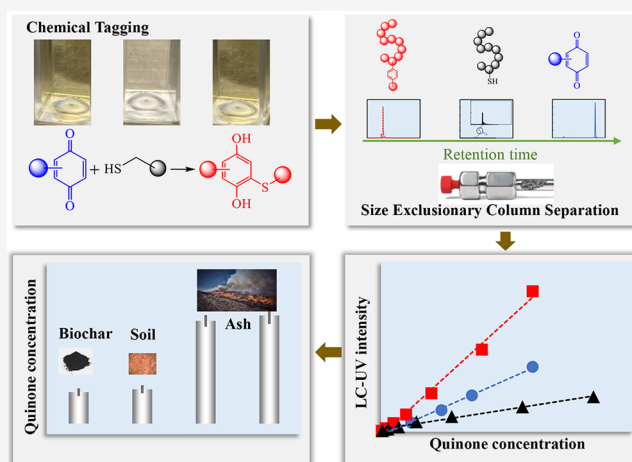 Chemical Tagging
O
O
+
HS
OH
S
OH
SH
O
O
Retention time
Size Exclusionary Column Separation
Quinone concentration
Biochar
Soil
Ash
LC-UV intensity
Quinone concentration